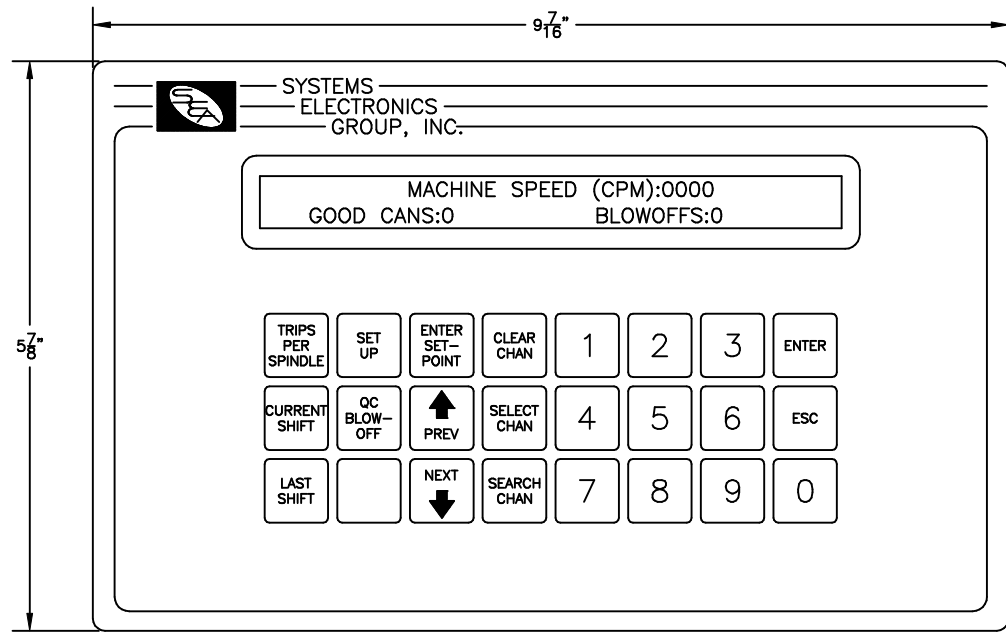 9 7/16"
SYSTEMS
ELECTRONICS
GROUP, INC.
MACHINE SPEED (CPM):0000
GOOD CANS:0 BLOWOFFS:0
5 7/8"
TRIPS
PER
SPINDLE
SET
UP
ENTER
SET-
POINT
CLEAR
CHAN
1
2
3
ENTER
CURRENT
SHIFT
QC
BLOW-
OFF
PREV
SELECT
CHAN
4
5
6
ESC
LAST
SHIFT
NEXT
SEARCH
CHAN
7
8
9
0